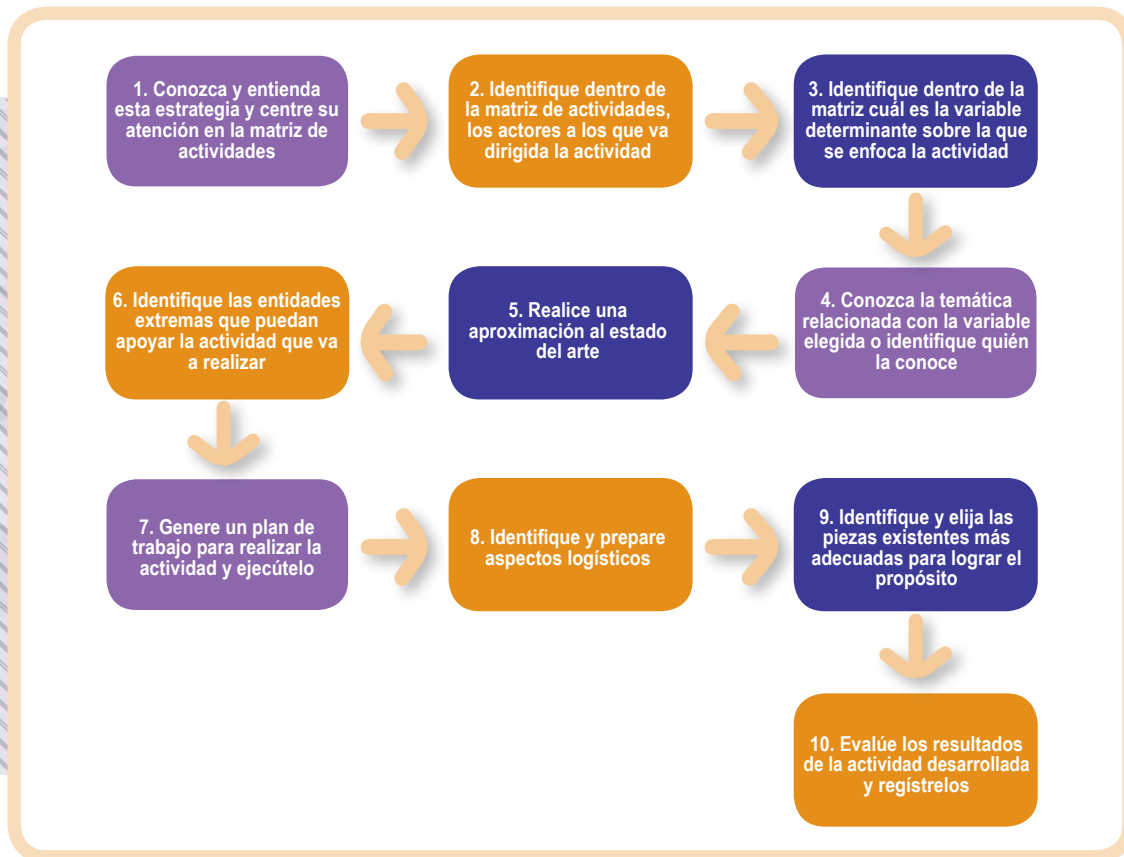 1. Conozca y entienda
esta estrategia y centre su
atención en la matriz de
actividades
2. Identifique dentro de
la matriz de actividades,
los actores a los que va
dirigida la actividad
3. Identifique dentro de la
matriz cuál es la variable
determinante sobre la que
se enfoca la actividad
4. Conozca la temática
relacionada con la variable
elegida o identifique quién
la conoce
5. Realice una
aproximación al estado
del arte
6. Identifique las entidades
extremas que puedan
apoyar la actividad que va
a realizar
7. Genere un plan de
trabajo para realizar la
actividad y ejecútelo
8. Identifique y prepare
aspectos logísticos
9. Identifique y elija las
piezas existentes más
adecuadas para lograr el
propósito
10. Evalúe los resultados
de la actividad desarrollada
y regístrelos